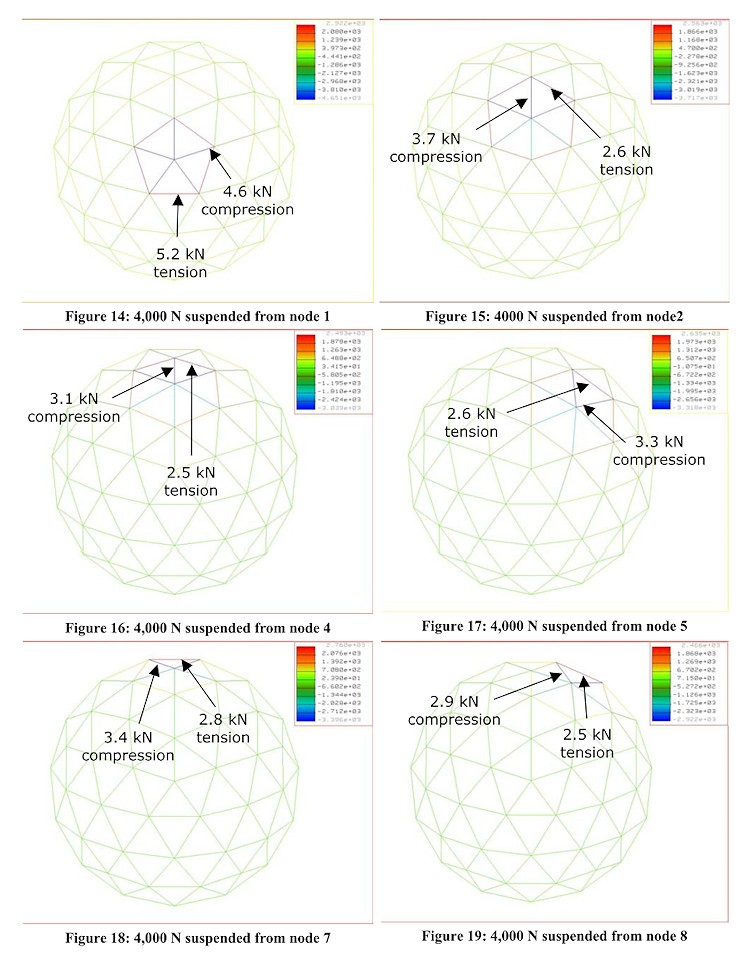 2.922e+03
2.080e+03
1.239e+03
3.973e+02
-4.441e+02
-1.286e+03
-2.127e+03
-2.968e+03
-3.810e+03
-4.651e+03
4.6 kN
compression
5.2 kN
tension
Figure 14: 4,000 N suspended from node 1
2.563e+03
1.866e+03
1.168e+03
4.700e+02
-2.278e+02
-9.256e+02
-1.623e+03
-2.321e+03
-3.019e+03
-3.717e+03
3.7 kN
compression
2.6 kN
tension
Figure 15: 4000 N suspended from node2
2.493e+03
1.878e+03
1.263e+03
6.488e+02
3.415e+01
-5.805e+02
-1.195e+03
-1.810e+03
-2.424e+03
-3.039e+03
3.1 kN
compression
2.5 kN
tension
Figure 16: 4,000 N suspended from node 4
2.635e+03
1.973e+03
1.312e+03
6.507e+02
-1.075e+01
-6.722e+02
-1.334e+03
-1.995e+03
-2.656e+03
-3.318e+03
2.6 kN
tension
3.3 kN
compression
Figure 17: 4,000 N suspended from node 5
2.760e+03
2.076e+03
1.392e+03
7.080e+02
2.390e+01
-6.602e+02
-1.344e+03
-2.028e+03
-2.712e+03
-3.396e+03
3.4 kN
compression
2.8 kN
tension
Figure 18: 4,000 N suspended from node 7
2.466e+03
1.868e+03
1.269e+03
6.702e+02
7.150e+01
-5.272e+02
-1.126e+03
-1.725e+03
-2.323e+03
-2.922e+03
2.9 kN
compression
2.5 kN
tension
Figure 19: 4,000 N suspended from node 8